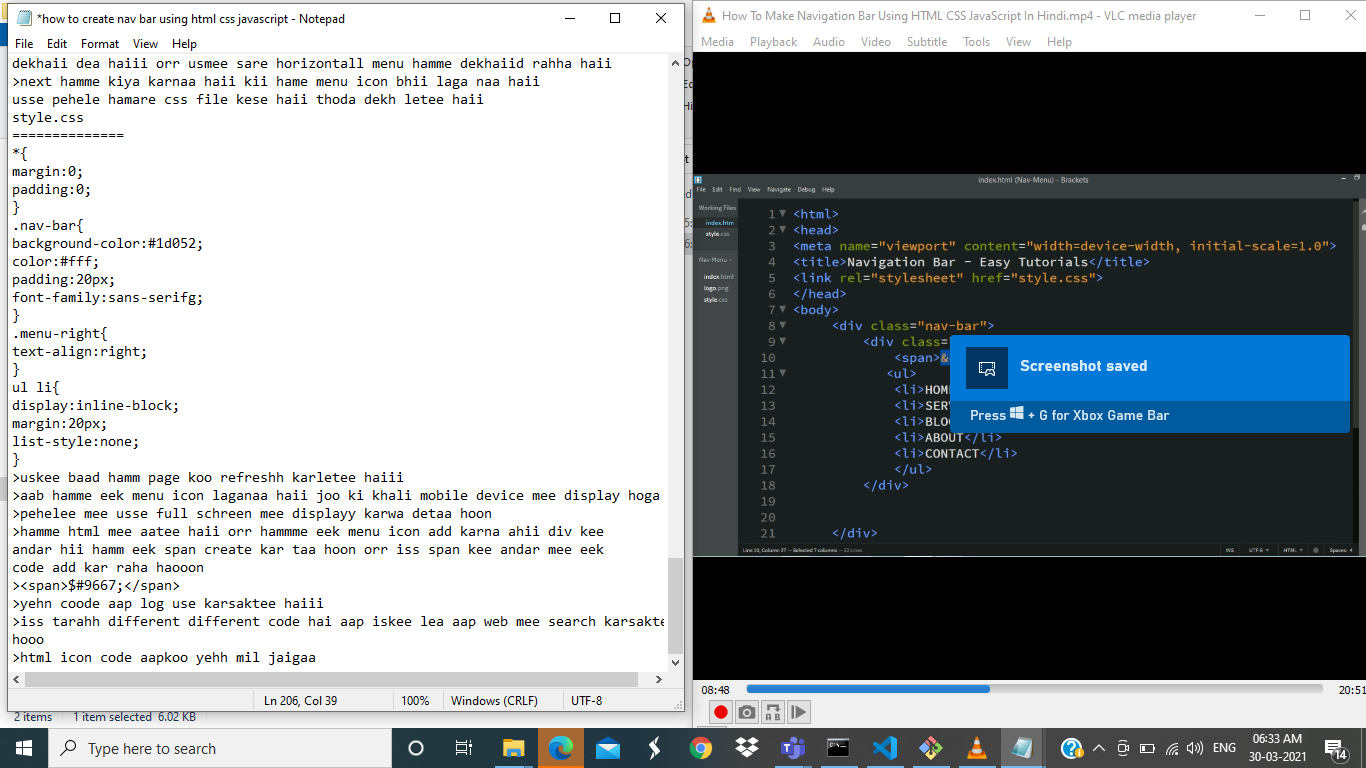 *how to create nav bar using html css javascript - Notepad
File Edit Format View Help
dekhaii dea haiii orr usmee sare horizontall menu hamme dekhaiid rahha haii
>next hamme kiya karnaa haii kii hame menu icon bhii laga naa haii
usse pehele hamare css file kese haii thoda dekh letee haii
style.css
==============
*{
margin:0;
padding:0;
}
.nav-bar{
background-color:#1d052;
color:#fff;
padding:20px;
font-family:sans-serifg;
}
.menu-right{
text-align:right;
}
ul li{
display:inline-block;
margin:20px;
list-style:none;
}
>uskee baad hamm page koo refreshh karletee haiii
>aab hamme eek menu icon laganaa haii joo ki khali mobile device mee display hoga
>pehelee mee usse full schreen mee displayy karwa detaa hoon
>hamme html mee aatee haii orr hammme eek menu icon add karna ahii div kee
andar hii hamm eek span create kar taa hoon orr iss span kee andar mee eek
code add kar raha haooon
><span>$#9667;</span>
>yehn coode aap log use karsaktee haiii
>iss tarahh different different code hai aap iskee lea aap web mee search karsakte
hooo
>html icon code aapkoo yehh mil jaigaa
Ln 206, Col 39 100% Windows (CRLF) UTF-8
2 items 1 item selected 6.02 KB
How To Make Navigation Bar Using HTML CSS JavaScript In Hindi.mp4 - VLC media player
Media Playback Audio Video Subtitle Tools View Help
index.html (Nav-Menu) - Brackets
File Edit Find View Navigate Debug Help
Working Files
index.htm
style.css
Nav-Menu
index.html
logo.png
style.css
1 <html>
2 <head>
3 <meta name="viewport" content="width=device-width, initial-scale=1.0">
4 <title>Navigation Bar - Easy Tutorials</title>
5 <link rel="stylesheet" href="style.css">
6 </head>
7 <body>
8 <div class="nav-bar">
9 <div class=
10 <span>&
11 <ul>
12 <li>HOM
13 <li>SER
14 <li>BLO
15 <li>ABOUT</li>
16 <li>CONTACT</li>
17 </ul>
18 </div>
19
20
21 </div>
Line 10, Column 27 — Selected 7 columns — 32 Lines
INS UTF-8 HTML Spaces: 4
Screenshot saved
Press + G for Xbox Game Bar
08:48 20:51
Type here to search
ENG 06:33 AM
30-03-2021
14